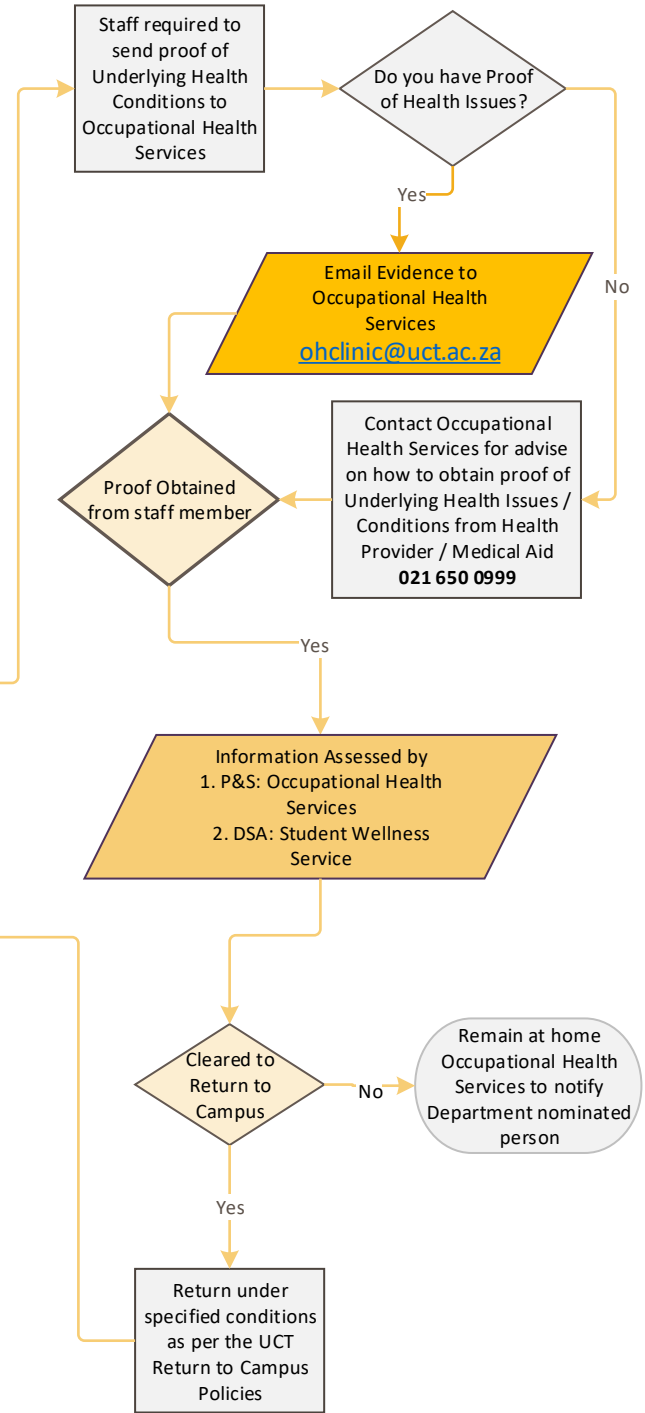 Staff required to
send proof of
Underlying Health
Conditions to
Occupational Health
Services
Do you have Proof
of Health Issues?
Yes
No
Email Evidence to
Occupational Health
Services
ohclinic@uct.ac.za
Contact Occupational
Health Services for advise
on how to obtain proof of
Underlying Health Issues /
Conditions from Health
Provider / Medical Aid
021 650 0999
Proof Obtained
from staff member
Yes
Information Assessed by
1. P&S: Occupational Health
Services
2. DSA: Student Wellness
Service
Cleared to
Return to
Campus
No
Remain at home
Occupational Health
Services to notify
Department nominated
person
Yes
Return under
specified conditions
as per the UCT
Return to Campus
Policies